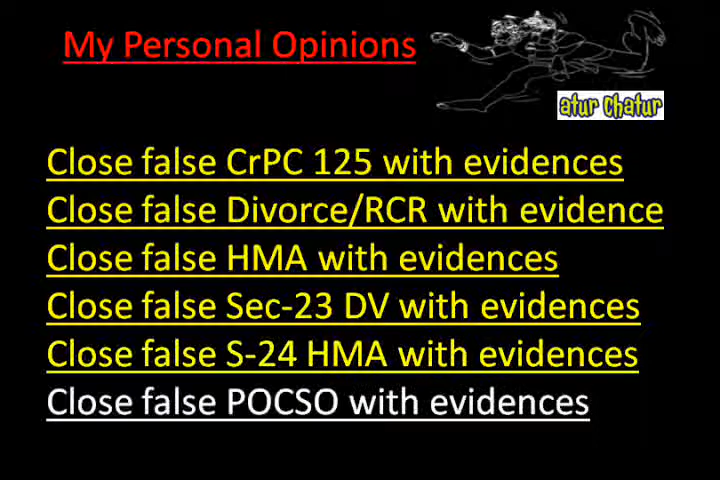 My Personal Opinions
atur chatur
Close false CrPC 125 with evidences
Close false Divorce/RCR with evidence
Close false HMA with evidences
Close false Sec-23 DV with evidences
Close false S-24 HMA with evidences
Close false POCSO with evidences